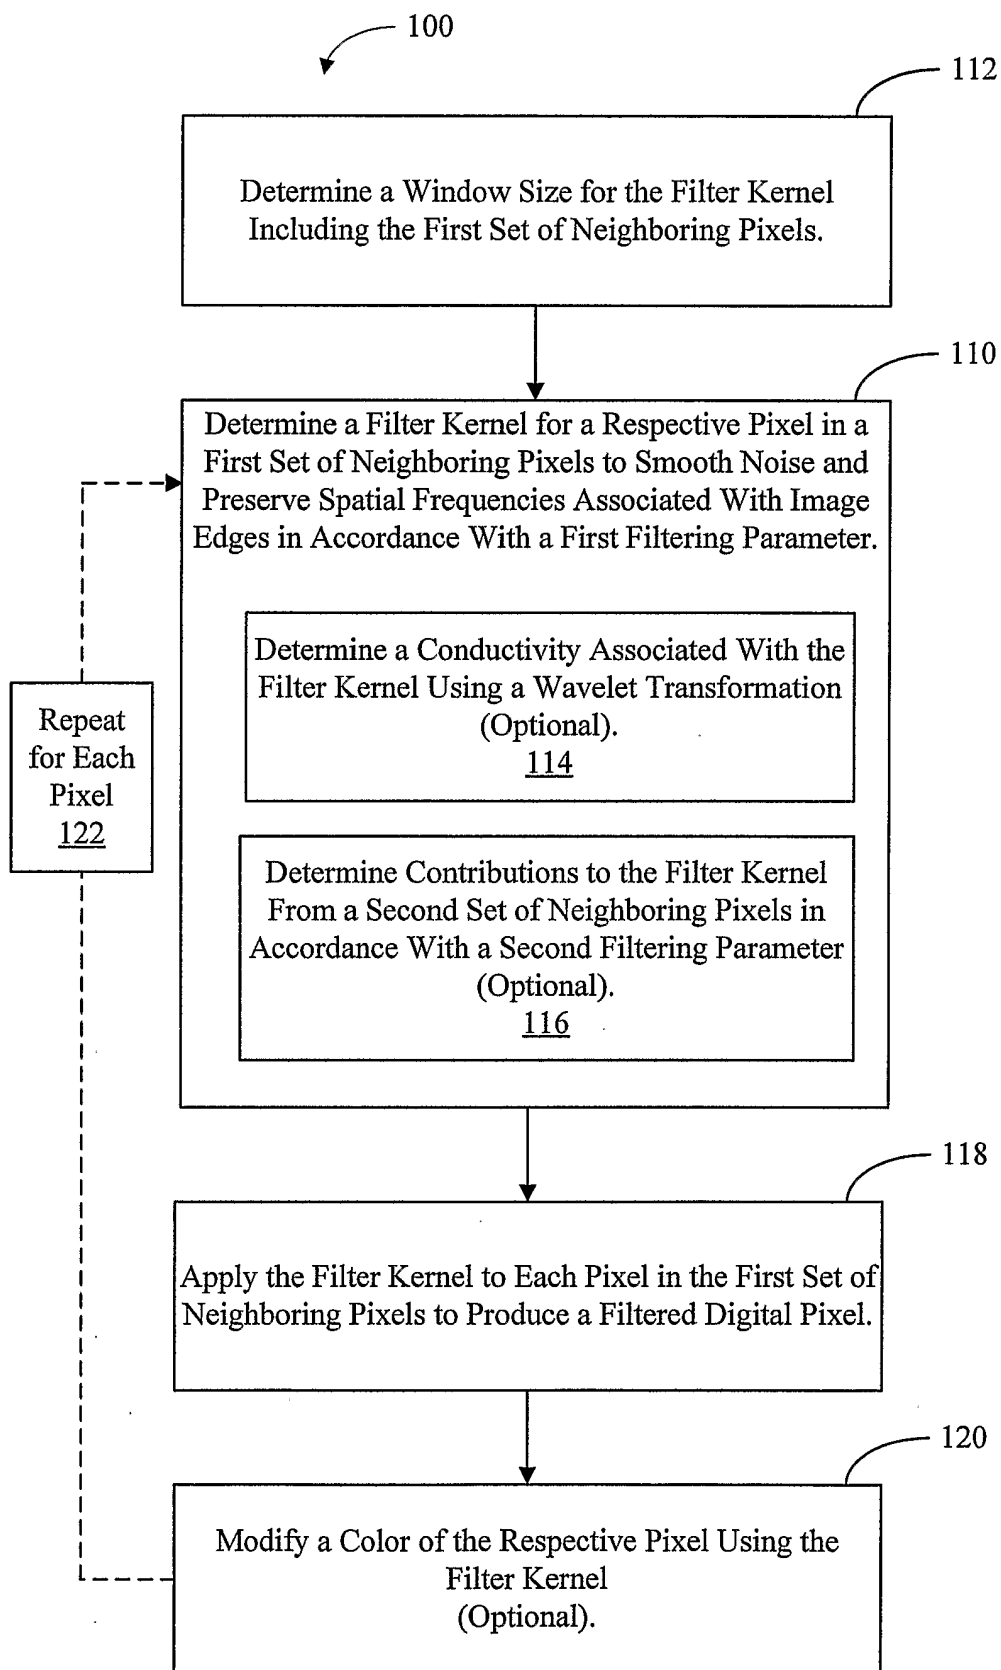 100
112
Determine a Window Size for the Filter Kernel
Including the First Set of Neighboring Pixels.
110
Determine a Filter Kernel for a Respective Pixel in a
First Set of Neighboring Pixels to Smooth Noise and
Preserve Spatial Frequencies Associated With Image
Edges in Accordance With a First Filtering Parameter.
Determine a Conductivity Associated With the
Filter Kernel Using a Wavelet Transformation
(Optional).
114
Repeat
for Each
Pixel
122
Determine Contributions to the Filter Kernel
From a Second Set of Neighboring Pixels in
Accordance With a Second Filtering Parameter
(Optional).
116
118
Apply the Filter Kernel to Each Pixel in the First Set of
Neighboring Pixels to Produce a Filtered Digital Pixel.
120
Modify a Color of the Respective Pixel Using the
Filter Kernel
(Optional).